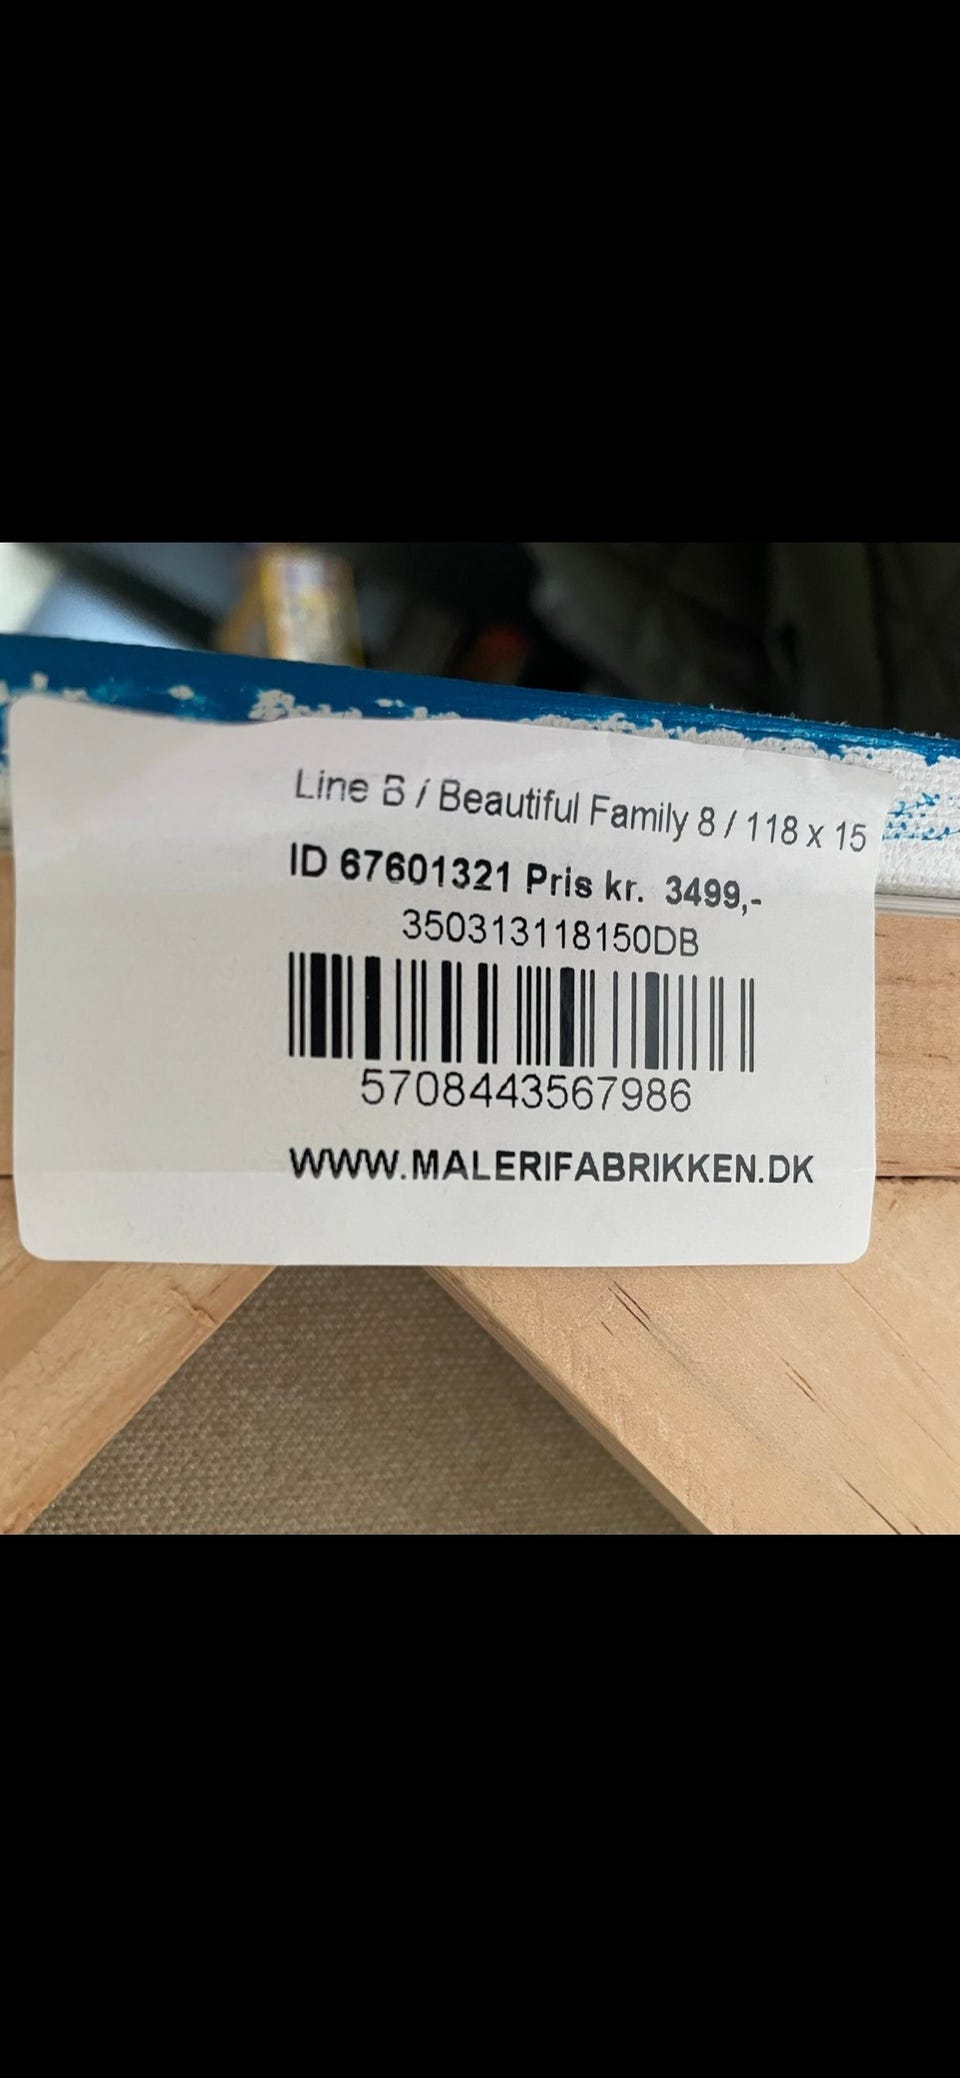 Line B / Beautiful Family 8 / 118 x 15
ID 67601321 Pris kr. 3499,-
350313118150DB
5708443567986
WWW.MALERIFABRIKKEN.DK